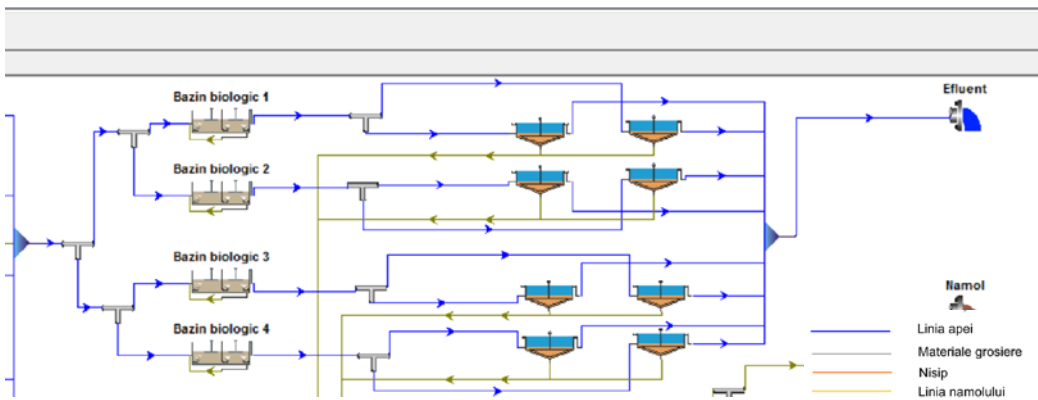 Bazin biologic 1
Efluent
Bazin biologic 2
Bazin biologic 3
Namol
Bazin biologic 4
Linia apei
Materiale grosiere
Nisip
Linia namolului